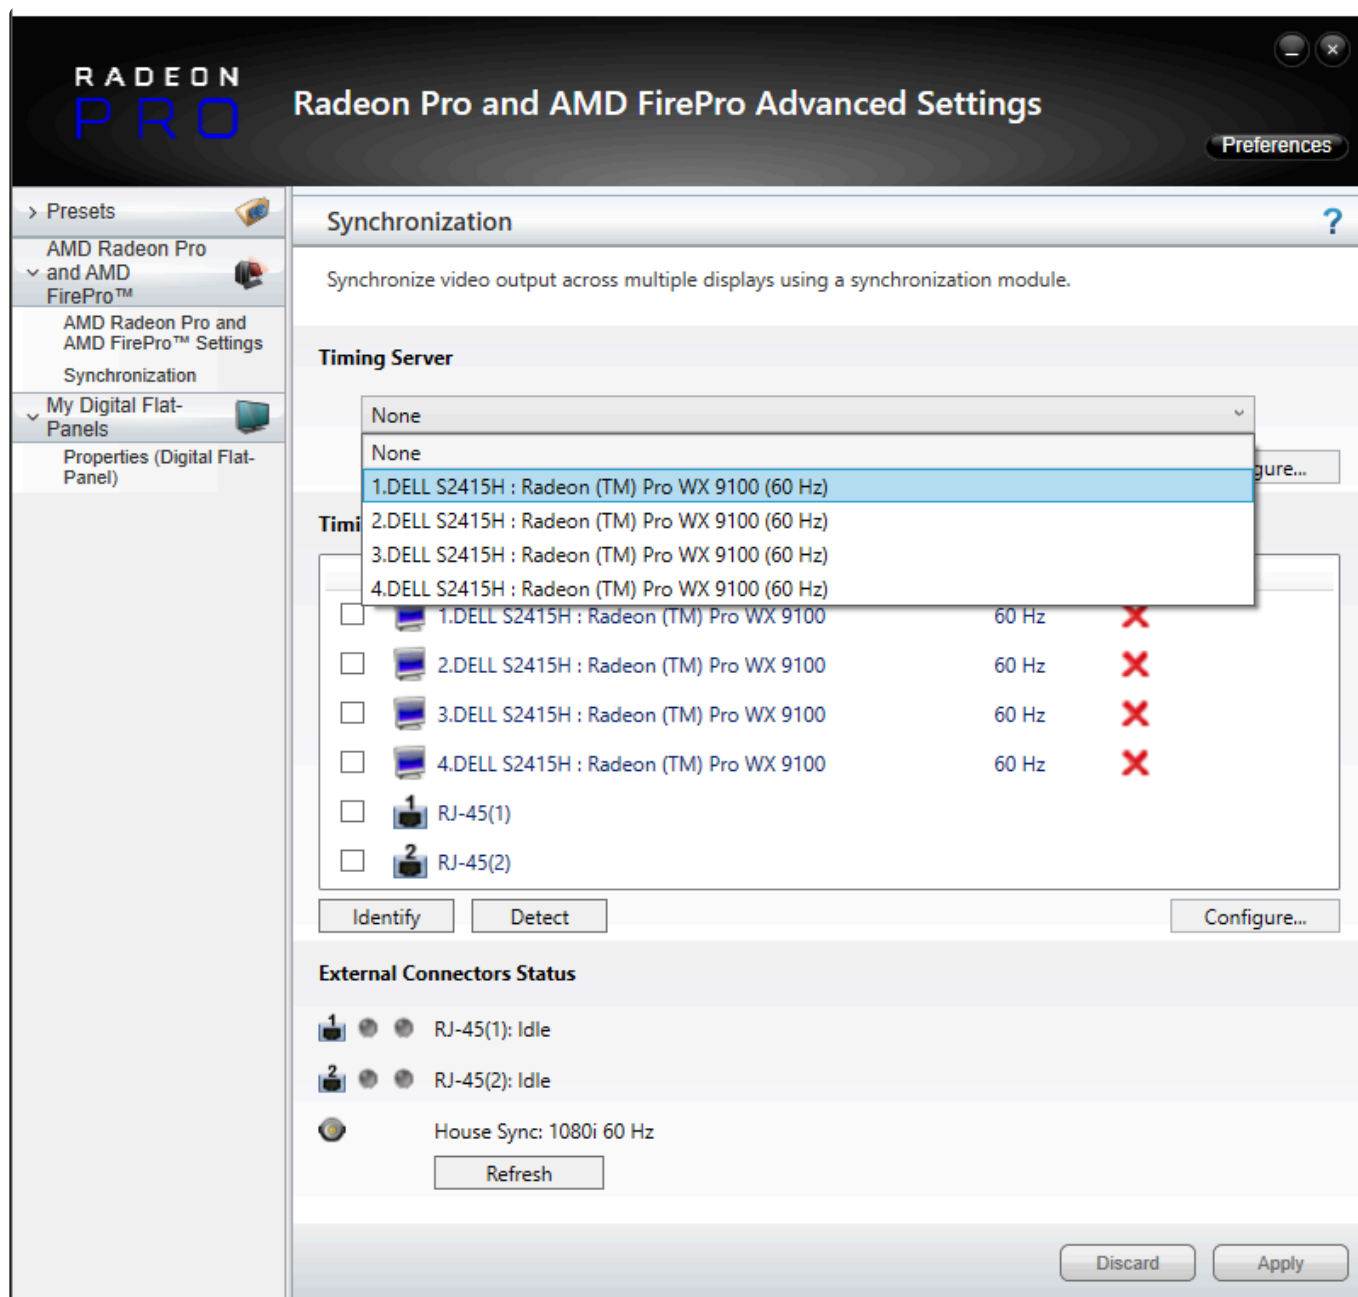 RADEON
PRO
Radeon Pro and AMD FirePro Advanced Settings
Preferences
Presets
AMD Radeon Pro
and AMD
FirePro™
AMD Radeon Pro and
AMD FirePro™ Settings
Synchronization
My Digital Flat-
Panels
Properties (Digital Flat-
Panel)
Synchronization
?
Synchronize video output across multiple displays using a synchronization module.
Timing Server
None
None
1.DELL S2415H : Radeon (TM) Pro WX 9100 (60 Hz)
gure...
2.DELL S2415H : Radeon (TM) Pro WX 9100 (60 Hz)
Timi
3.DELL S2415H : Radeon (TM) Pro WX 9100 (60 Hz)
4.DELL S2415H : Radeon (TM) Pro WX 9100 (60 Hz)
1.DELL S2415H : Radeon (TM) Pro WX 9100 60 Hz
2.DELL S2415H : Radeon (TM) Pro WX 9100 60 Hz
3.DELL S2415H : Radeon (TM) Pro WX 9100 60 Hz
4.DELL S2415H : Radeon (TM) Pro WX 9100 60 Hz
1 RJ-45(1)
2 RJ-45(2)
Identify Detect Configure...
External Connectors Status
1 RJ-45(1): Idle
2 RJ-45(2): Idle
House Sync: 1080i 60 Hz
Refresh
Discard Apply